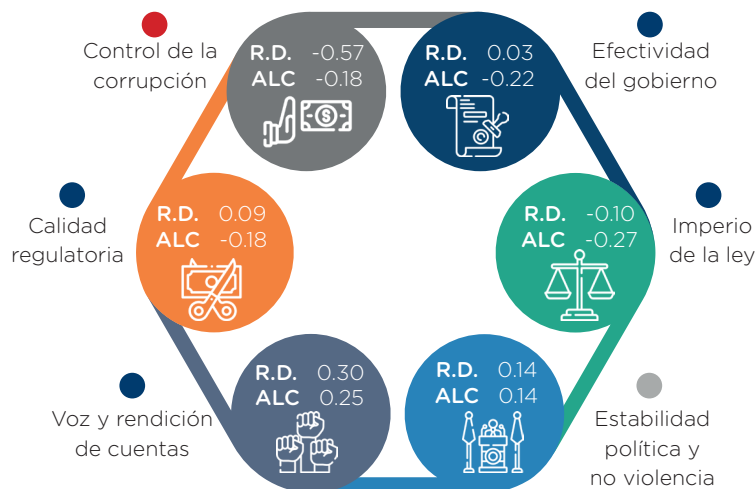 Control de la
corrupción
R.D. -0.57
ALC -0.18
R.D. 0.03
ALC -0.22
Efectividad
del gobierno
Calidad
regulatoria
R.D. 0.09
ALC -0.18
R.D. -0.10
ALC -0.27
Imperio
de la ley
Voz y rendición
de cuentas
R.D. 0.30
ALC 0.25
R.D. 0.14
ALC 0.14
Estabilidad
política y
no violencia